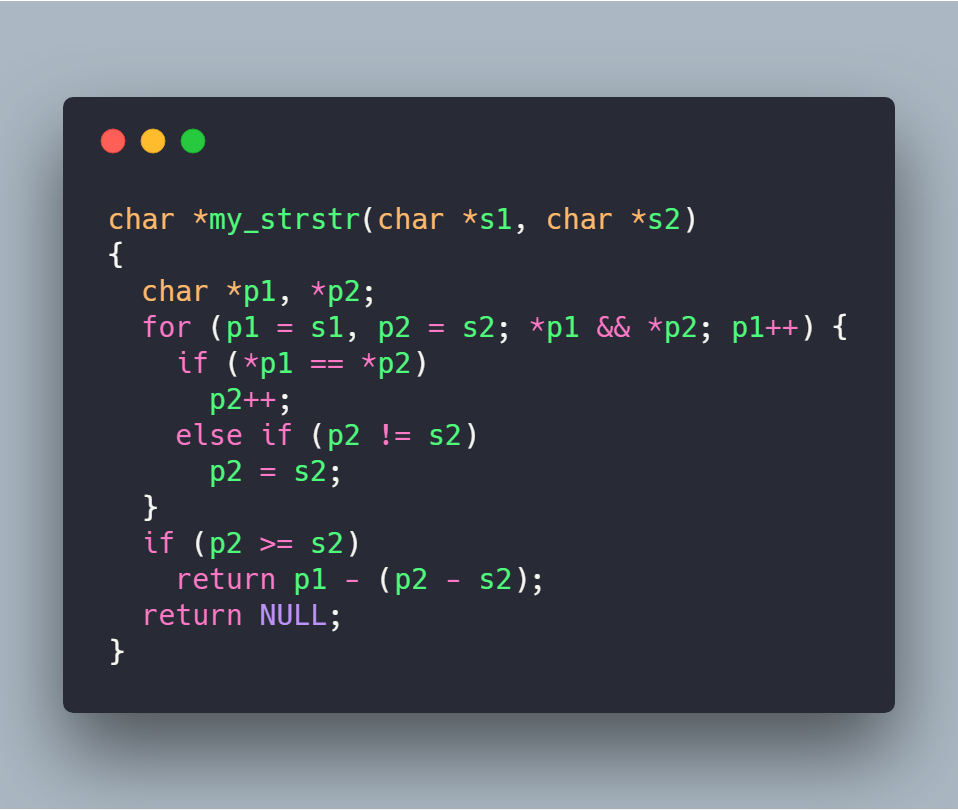 char *my_strstr(char *s1, char *s2)
{
  char *p1, *p2;
  for (p1 = s1, p2 = s2; *p1 && *p2; p1++) {
    if (*p1 == *p2)
      p2++;
    else if (p2 != s2)
      p2 = s2;
  }
  if (p2 >= s2)
    return p1 - (p2 - s2);
  return NULL;
}